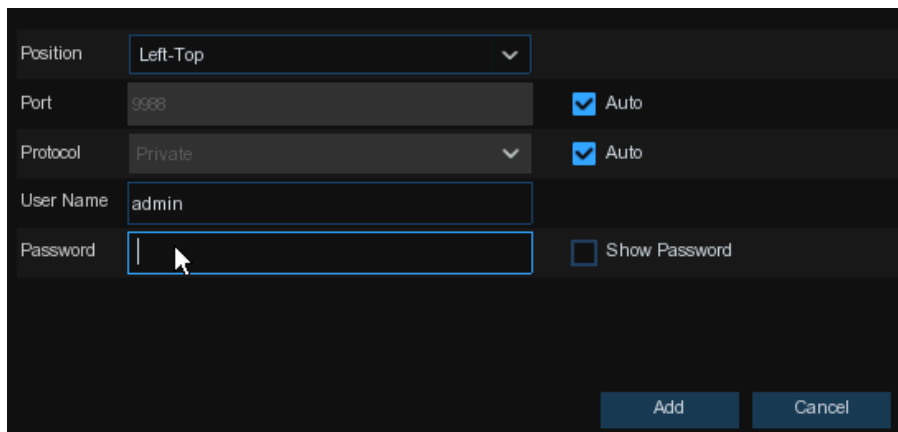 Position Left-Top
Port 9988 Auto
Protocol Private Auto
User Name admin
Password Show Password
Add Cancel